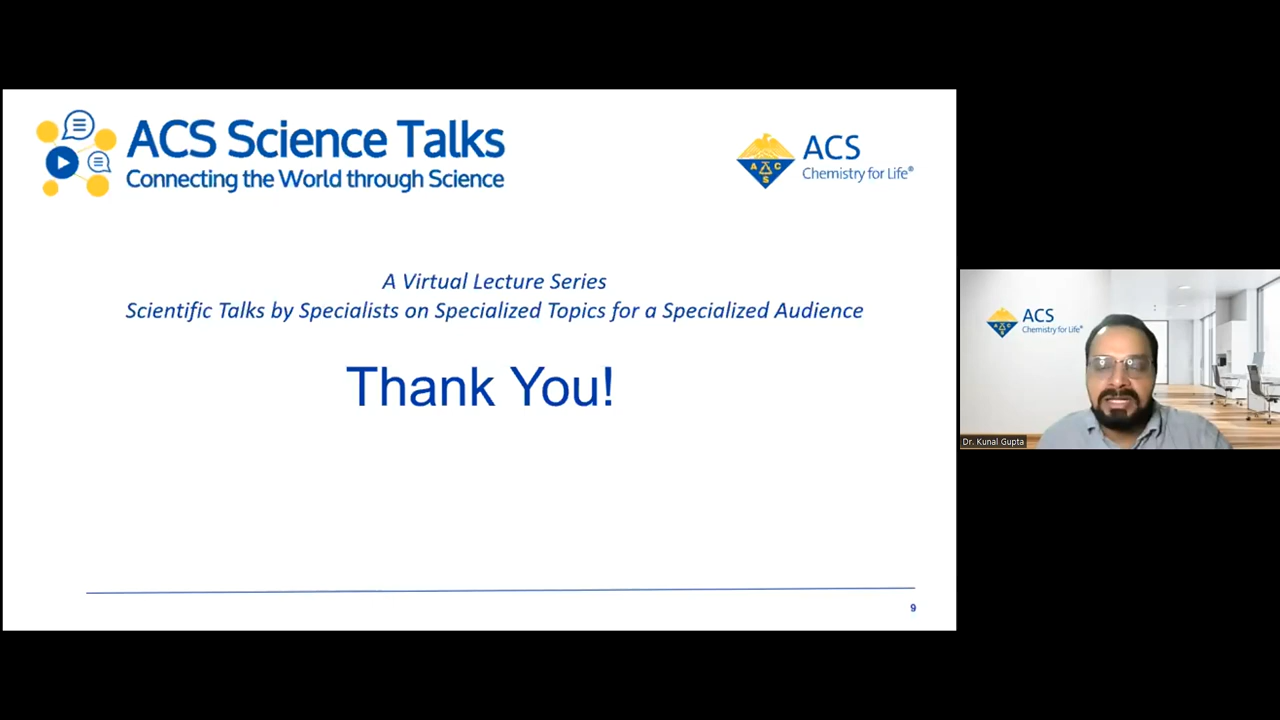 ACS Science Talks
Connecting the World through Science
ACS
Chemistry for Life®
A C S
A Virtual Lecture Series
Scientific Talks by Specialists on Specialized Topics for a Specialized Audience
Thank You!
9
ACS
Chemistry for Life®
A C S
Dr. Kunal Gupta